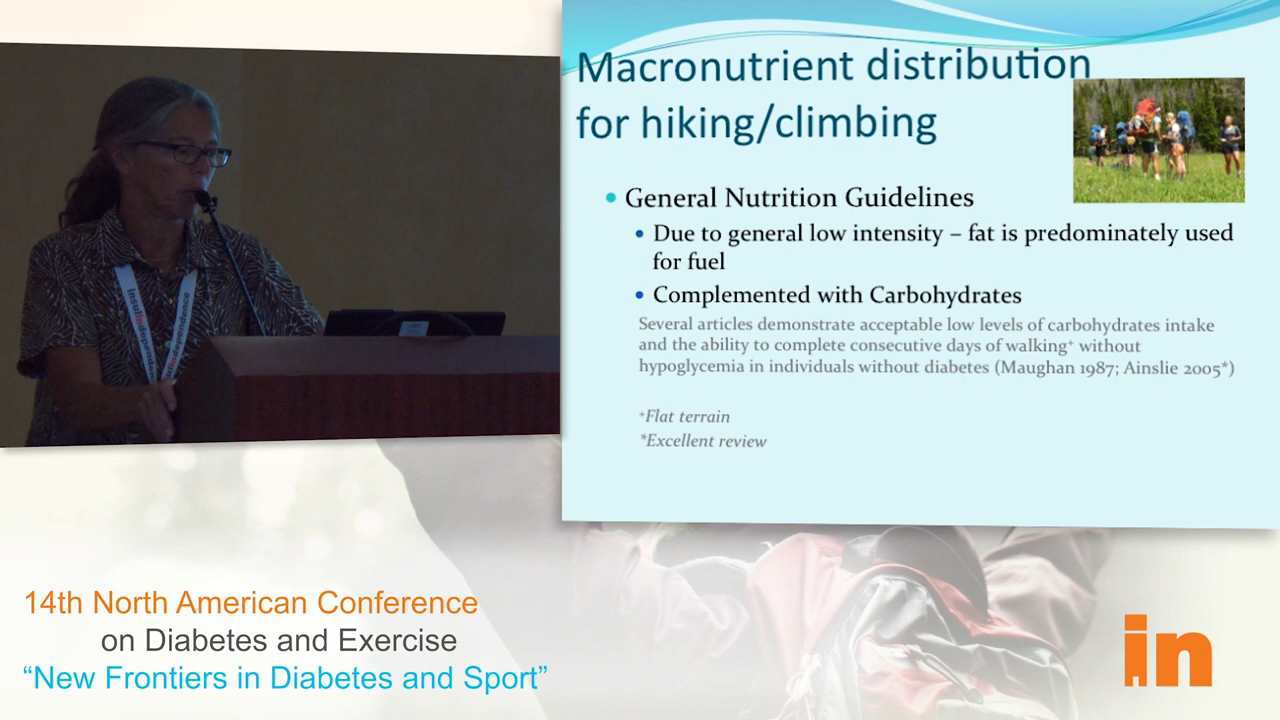 Macronutrient distribution
for hiking/climbing
General Nutrition Guidelines
Due to general low intensity – fat is predominately used
for fuel
Complemented with Carbohydrates
Several articles demonstrate acceptable low levels of carbohydrates intake
and the ability to complete consecutive days of walking⁺ without
hypoglycemia in individuals without diabetes (Maughan 1987; Ainslie 2005*)
⁺Flat terrain
*Excellent review
Insulindependence
14th North American Conference
on Diabetes and Exercise
“New Frontiers in Diabetes and Sport”
in